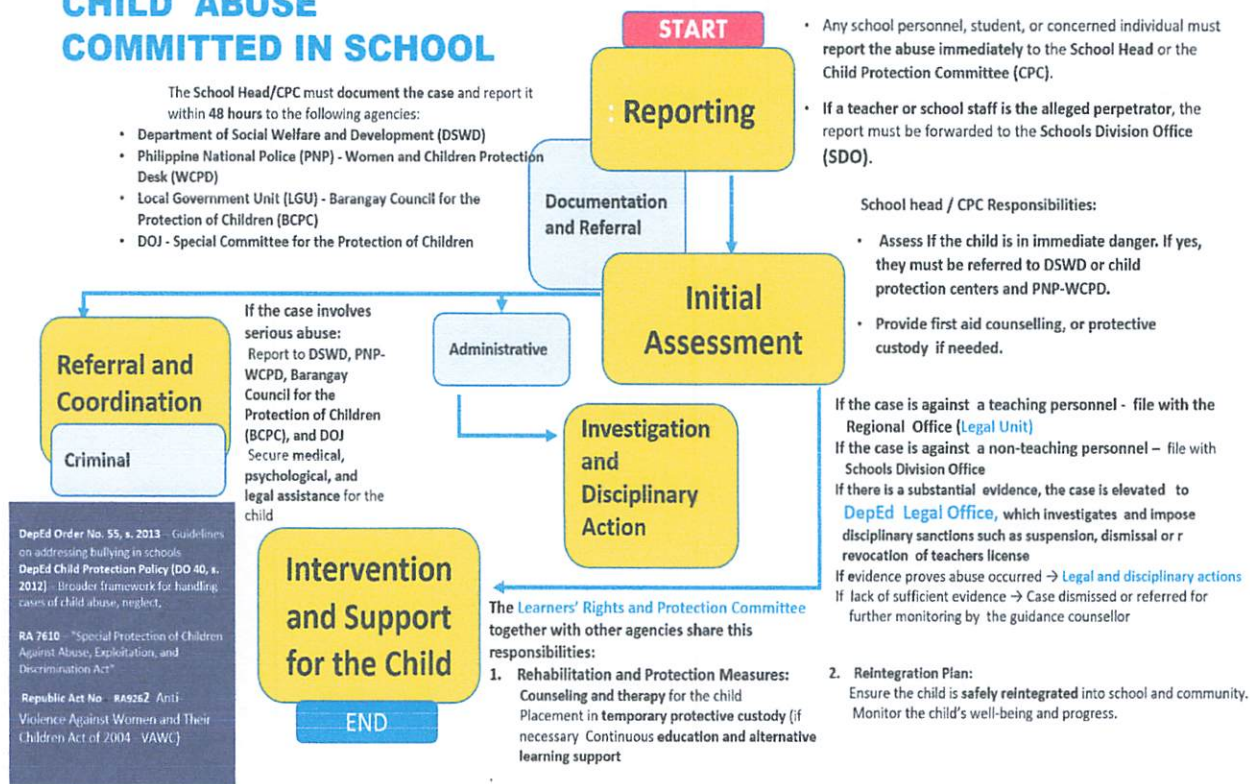 CHILD ABUSE
COMMITTED IN SCHOOL
The School Head/CPC must document the case and report it
within 48 hours to the following agencies:
• Department of Social Welfare and Development (DSWD)
• Philippine National Police (PNP) - Women and Children Protection
Desk (WCPD)
• Local Government Unit (LGU) - Barangay Council for the
Protection of Children (BCPC)
• DOJ - Special Committee for the Protection of Children
START
: Reporting
• Any school personnel, student, or concerned individual must
report the abuse immediately to the School Head or the
Child Protection Committee (CPC).
• If a teacher or school staff is the alleged perpetrator, the
report must be forwarded to the Schools Division Office
(SDO).
Documentation
and Referral
Initial
Assessment
School head / CPC Responsibilities:
• Assess If the child is in immediate danger. If yes,
they must be referred to DSWD or child
protection centers and PNP-WCPD.
• Provide first aid counselling, or protective
custody if needed.
Referral and
Coordination
Criminal
If the case involves
serious abuse:
Report to DSWD, PNP-
WCPD, Barangay
Council for the
Protection of Children
(BCPC), and DOJ
Secure medical,
psychological, and
legal assistance for the
child
Administrative
Investigation
and
Disciplinary
Action
If the case is against a teaching personnel - file with the
Regional Office (Legal Unit)
If the case is against a non-teaching personnel – file with
Schools Division Office
If there is a substantial evidence, the case is elevated to
DepEd Legal Office, which investigates and impose
disciplinary sanctions such as suspension, dismissal or r
revocation of teachers license
If evidence proves abuse occurred → Legal and disciplinary actions
If lack of sufficient evidence → Case dismissed or referred for
further monitoring by the guidance counsellor
DepEd Order No. 55, s. 2013 – Guidelines
on addressing bullying in schools
DepEd Child Protection Policy (DO 40, s.
2012) – Broader framework for handling
cases of child abuse, neglect,
RA 7610 – "Special Protection of Children
Against Abuse, Exploitation, and
Discrimination Act"
Republic Act No - RA9262 Anti-
Violence Against Women and Their
Children Act of 2004 - VAWC)
Intervention
and Support
for the Child
END
The Learners' Rights and Protection Committee
together with other agencies share this
responsibilities:
1. Rehabilitation and Protection Measures:
Counseling and therapy for the child
Placement in temporary protective custody (if
necessary Continuous education and alternative
learning support
2. Reintegration Plan:
Ensure the child is safely reintegrated into school and community.
Monitor the child's well-being and progress.